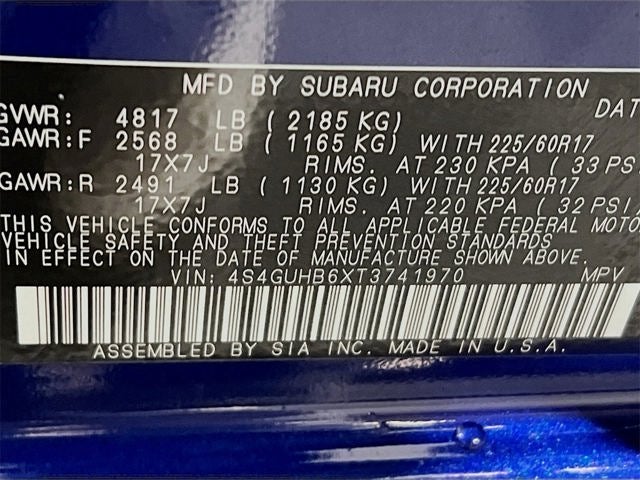 MFD BY SUBARU CORPORATION DAT
GVWR: 4817 LB ( 2185 KG)
GAWR:F 2568 LB ( 1165 KG) WITH 225/60R17
17X7J RIMS. AT 230 KPA ( 33 PSI
GAWR:R 2491 LB ( 1130 KG) WITH 225/60R17
17X7J RIMS. AT 220 KPA ( 32 PSI
THIS VEHICLE CONFORMS TO ALL APPLICABLE FEDERAL MOTO
VEHICLE SAFETY AND THEFT PREVENTION STANDARDS
IN EFFECT ON THE DATE OF MANUFACTURE SHOWN ABOVE.
VIN: 4S4GUHB6XT3741970 MPV
ASSEMBLED BY SIA INC. MADE IN U.S.A.